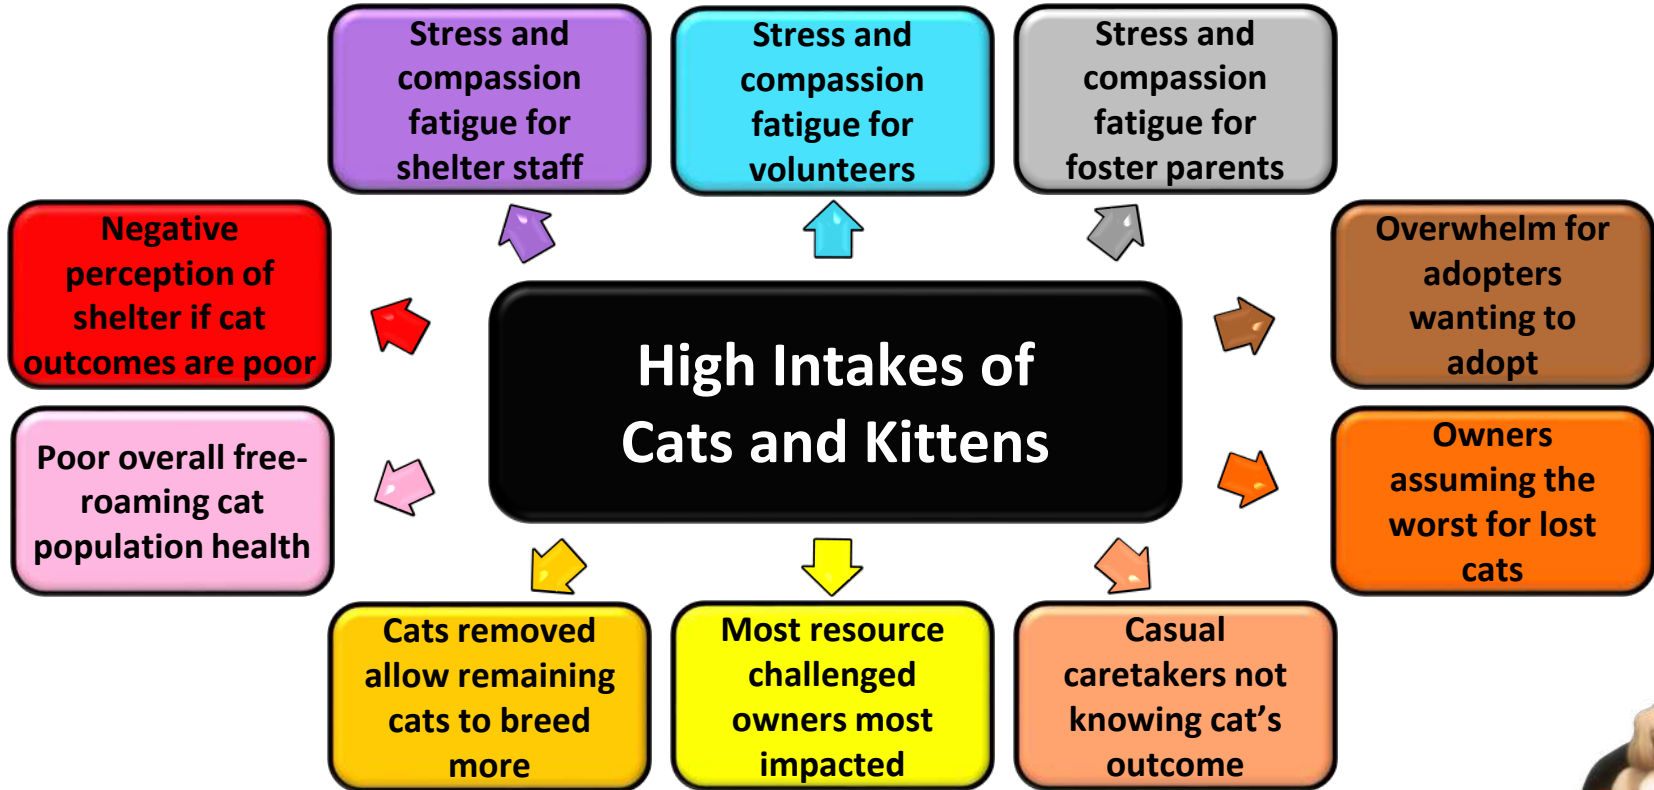 Stress and
compassion
fatigue for
shelter staff
Stress and
compassion
fatigue for
volunteers
Stress and
compassion
fatigue for
foster parents
Negative
perception of
shelter if cat
outcomes are poor
Overwhelm for
adopters
wanting to
adopt
High Intakes of
Cats and Kittens
Poor overall free-
roaming cat
population health
Owners
assuming the
worst for lost
cats
Cats removed
allow remaining
cats to breed
more
Most resource
challenged
owners most
impacted
Casual
caretakers not
knowing cat’s
outcome